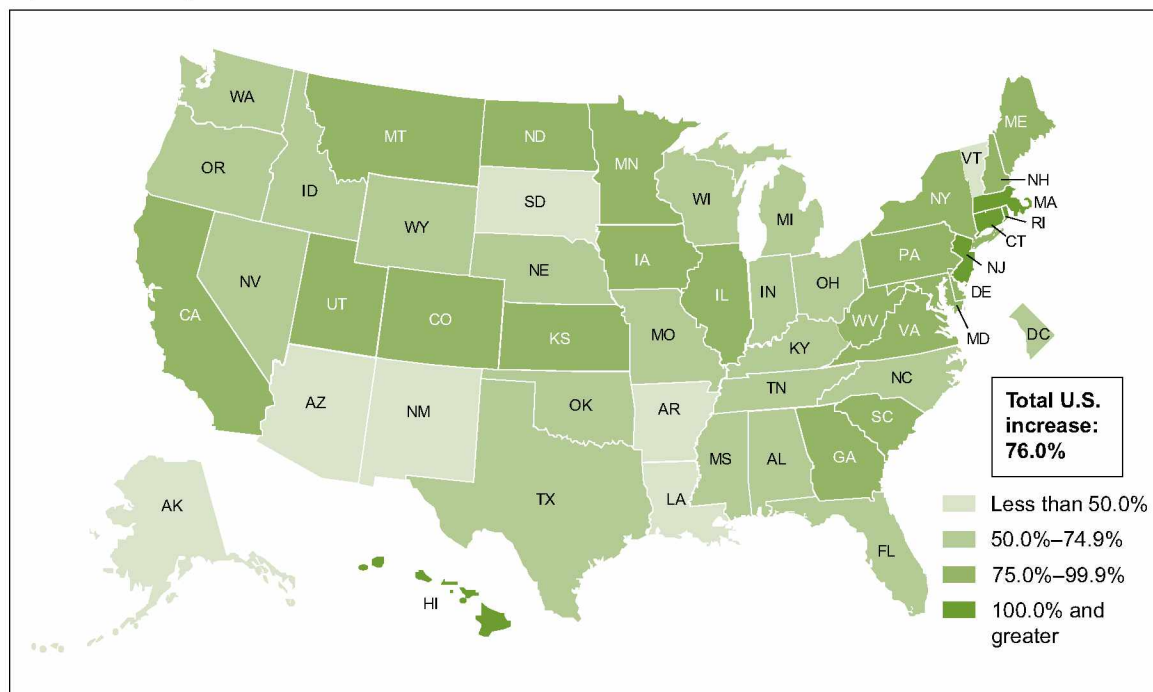 WA
MT
ND
MN
ME
VT
NH
OR
ID
SD
WI
MI
NY
MA
RI
CT
WY
NE
IA
PA
NJ
NV
UT
CO
KS
IL
IN
OH
DE
MD
CA
MO
WV
VA
DC
KY
AZ
NM
OK
AR
TN
NC
SC
MS
AL
GA
TX
LA
FL
AK
HI
Total U.S.
increase:
76.0%
Less than 50.0%
50.0%–74.9%
75.0%–99.9%
100.0% and
greater